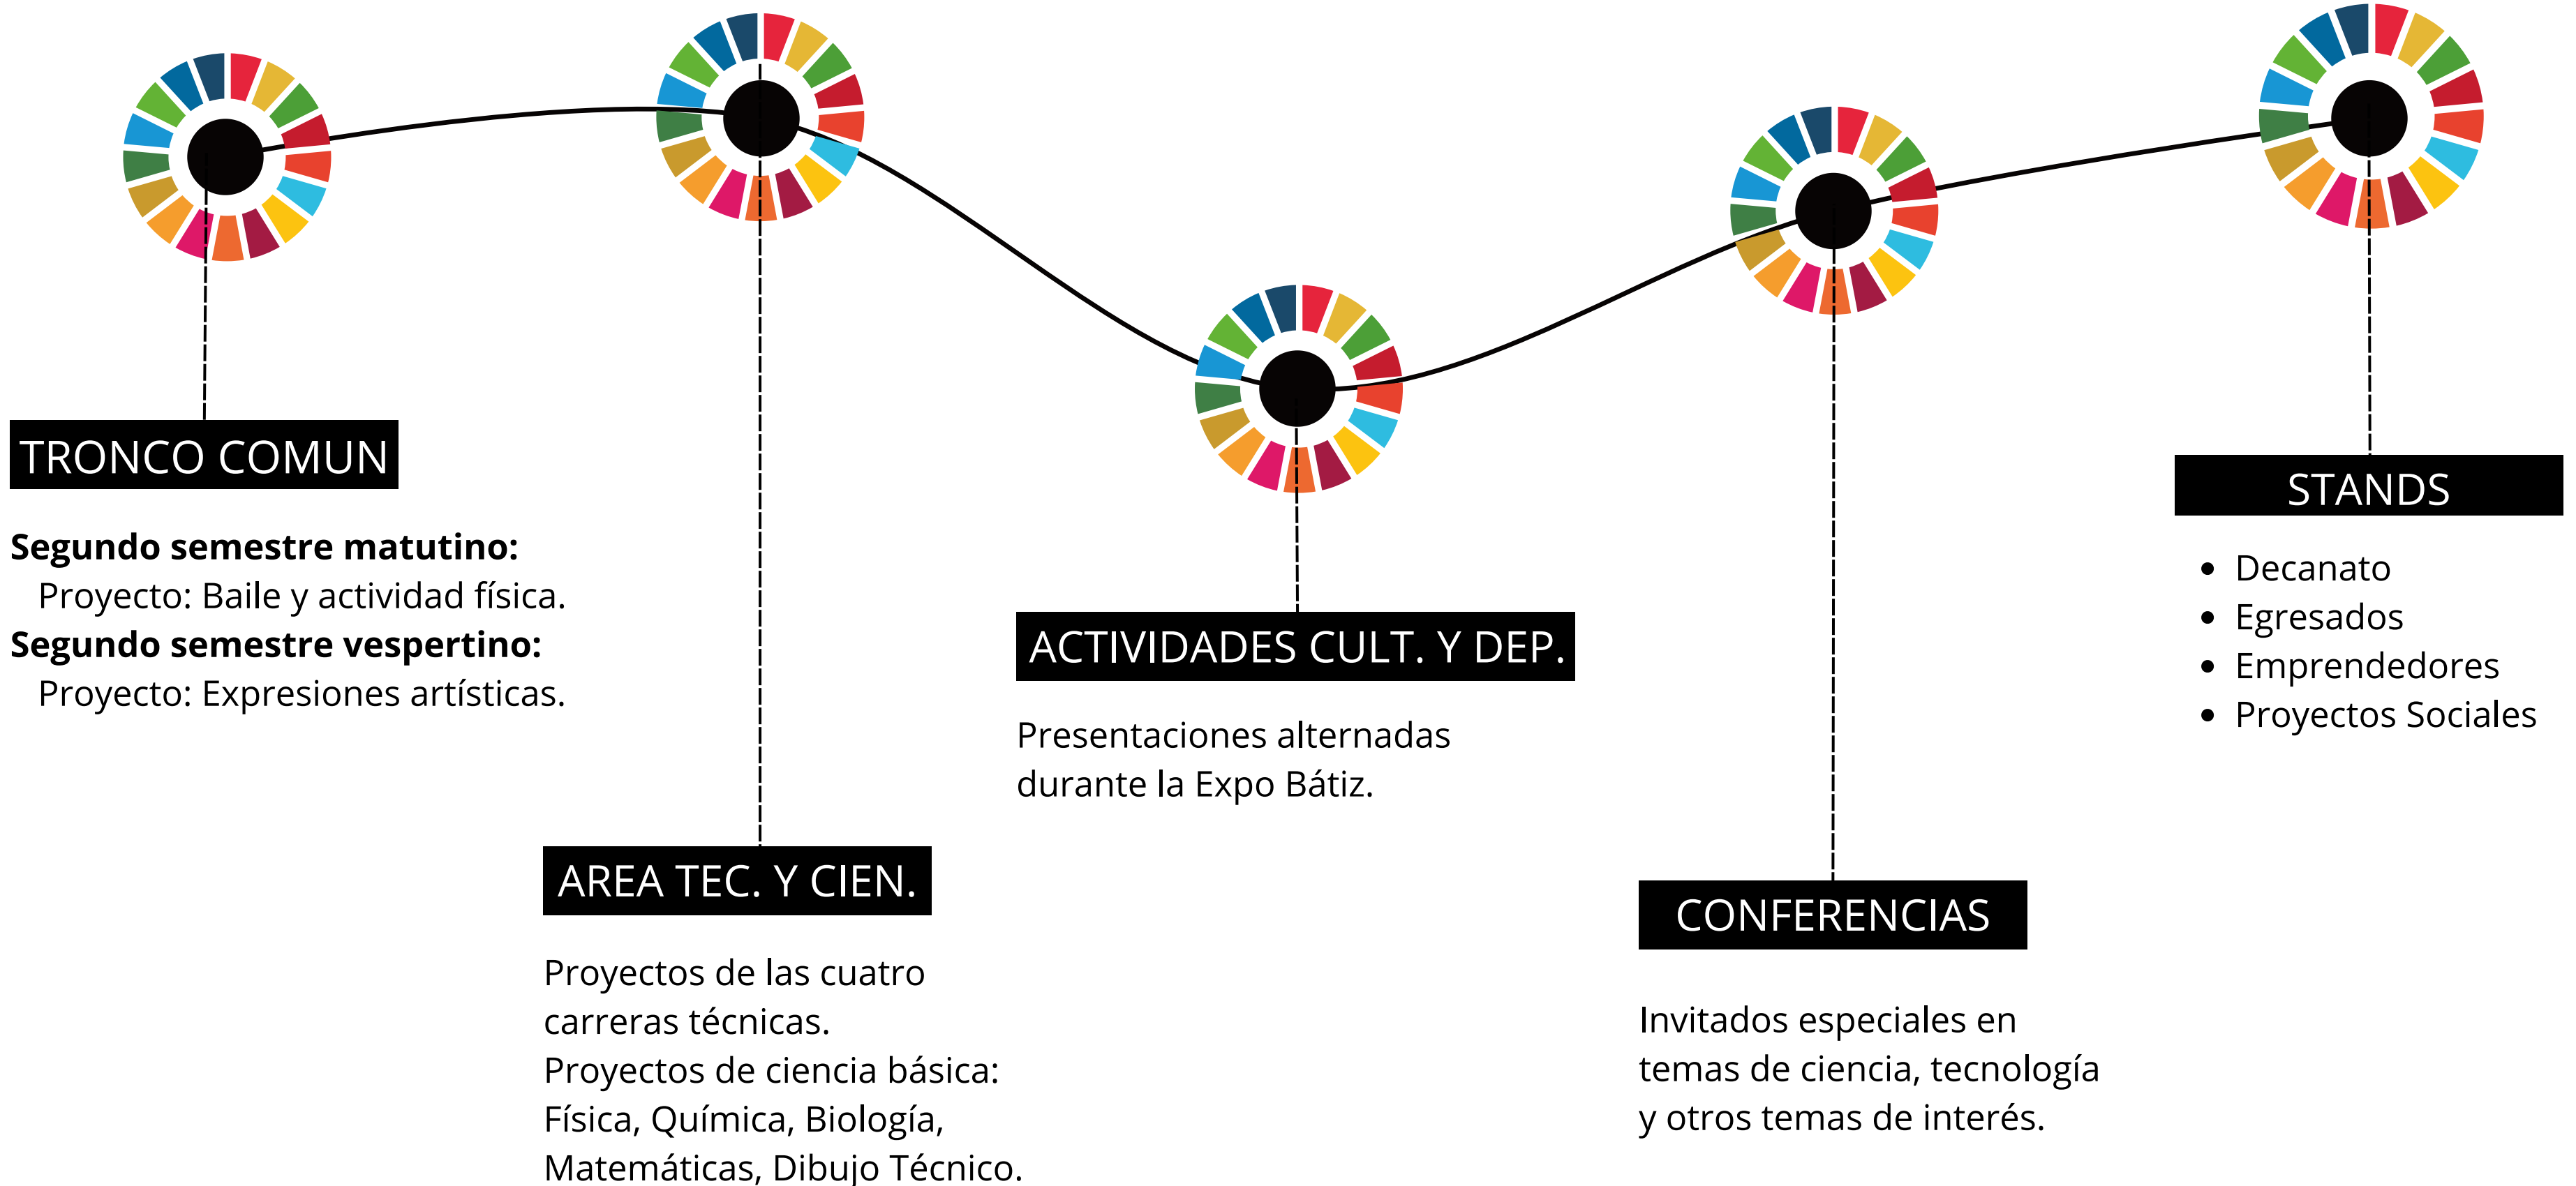 TRONCO COMUN
Segundo semestre matutino:
Proyecto: Baile y actividad física.
Segundo semestre vespertino:
Proyecto: Expresiones artísticas.
AREA TEC. Y CIEN.
Proyectos de las cuatro
carreras técnicas.
Proyectos de ciencia básica:
Física, Química, Biología,
Matemáticas, Dibujo Técnico.
ACTIVIDADES CULT. Y DEP.
Presentaciones alternadas
durante la Expo Bátiz.
CONFERENCIAS
Invitados especiales en
temas de ciencia, tecnología
y otros temas de interés.
STANDS
• Decanato
• Egresados
• Emprendedores
• Proyectos Sociales